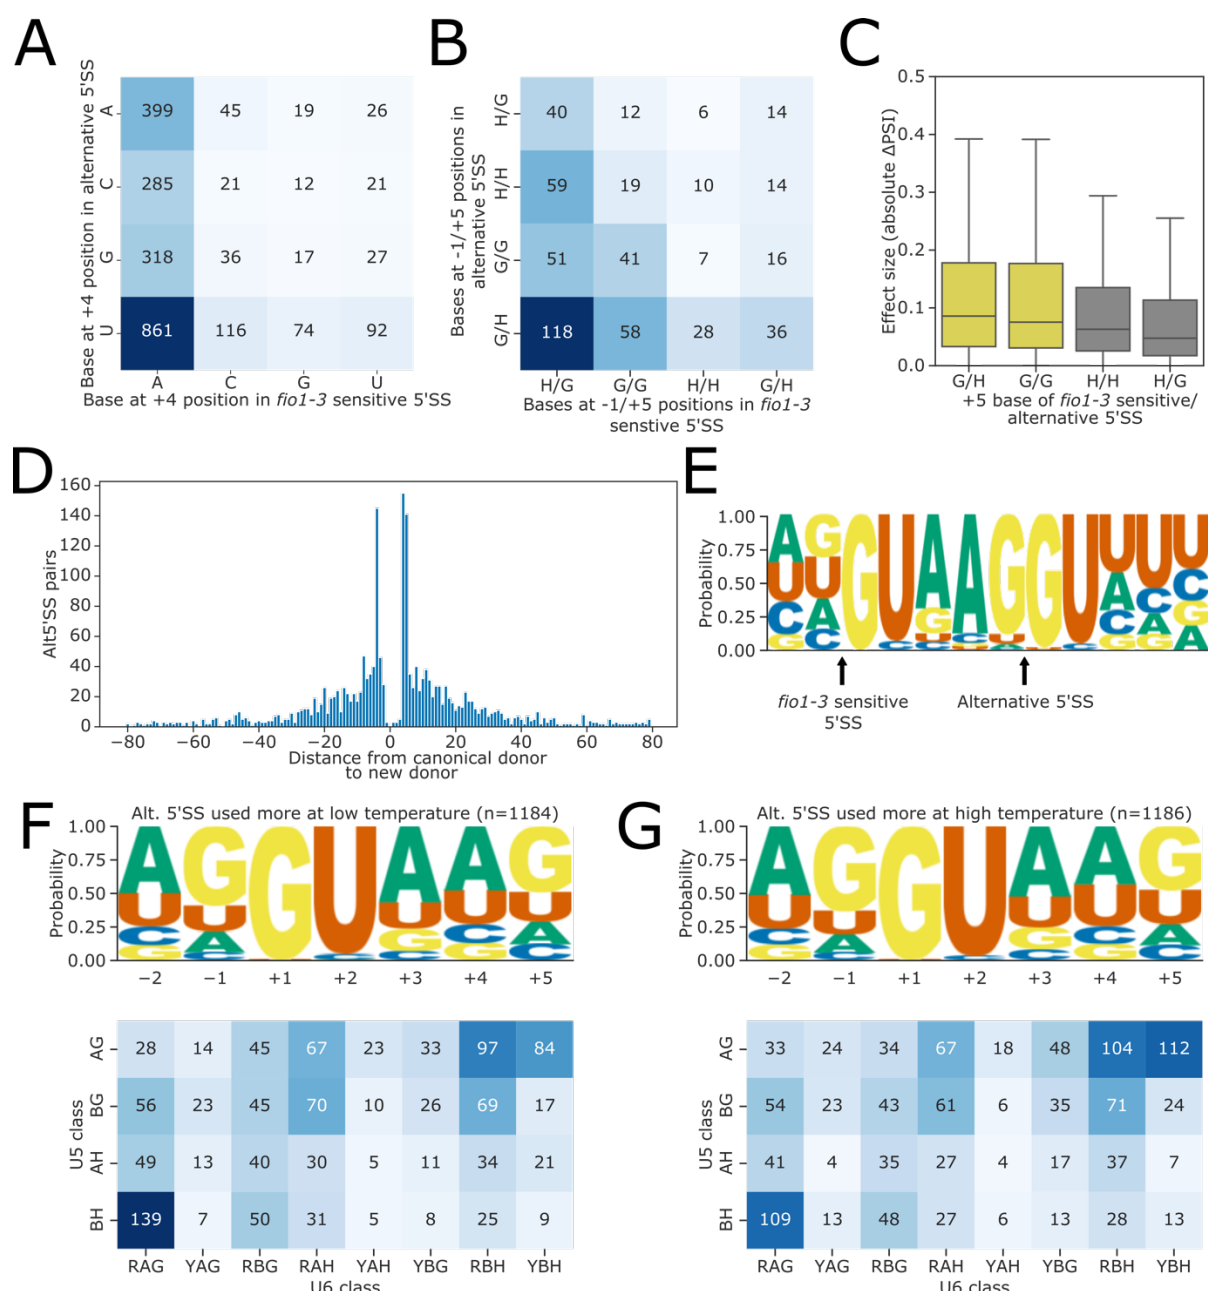 A
Base at +4 position in alternative 5'SS
A
C
G
U
399 45 19 26
285 21 12 21
318 36 17 27
861 116 74 92
A C G U
Base at +4 position in fio1-3 sensitive 5'SS
B
Bases at -1/+5 positions in
alternative 5'SS
H/G
H/H
G/G
G/H
40 12 6 14
59 19 10 14
51 41 7 16
118 58 28 36
H/G G/G H/H G/H
Bases at -1/+5 positions in fio1-3
senstive 5'SS
C
Effect size (absolute ΔPSI)
0.5
0.4
0.3
0.2
0.1
0.0
G/H G/G H/H H/G
+5 base of fio1-3 sensitive/
alternative 5'SS
D
Alt5'SS pairs
160
140
120
100
80
60
40
20
0
−80 −60 −40 −20 0 20 40 60 80
Distance from canonical donor
to new donor
E
Probability
1.00
0.75
0.50
0.25
0.00
fio1-3 sensitive
5'SS
Alternative 5'SS
F
Alt. 5'SS used more at low temperature (n=1184)
Probability
1.00
0.75
0.50
0.25
0.00
−2 −1 +1 +2 +3 +4 +5
U5 class
AG
BG
AH
BH
28 14 45 67 23 33 97 84
56 23 45 70 10 26 69 17
49 13 40 30 5 11 34 21
139 7 50 31 5 8 25 9
RAG YAG RBG RAH YAH YBG RBH YBH
U6 class
G
Alt. 5'SS used more at high temperature (n=1186)
Probability
1.00
0.75
0.50
0.25
0.00
−2 −1 +1 +2 +3 +4 +5
U5 class
AG
BG
AH
BH
33 24 34 67 18 48 104 112
54 23 43 61 6 35 71 24
41 4 35 27 4 17 37 7
109 13 48 27 6 13 28 13
RAG YAG RBG RAH YAH YBG RBH YBH
U6 class